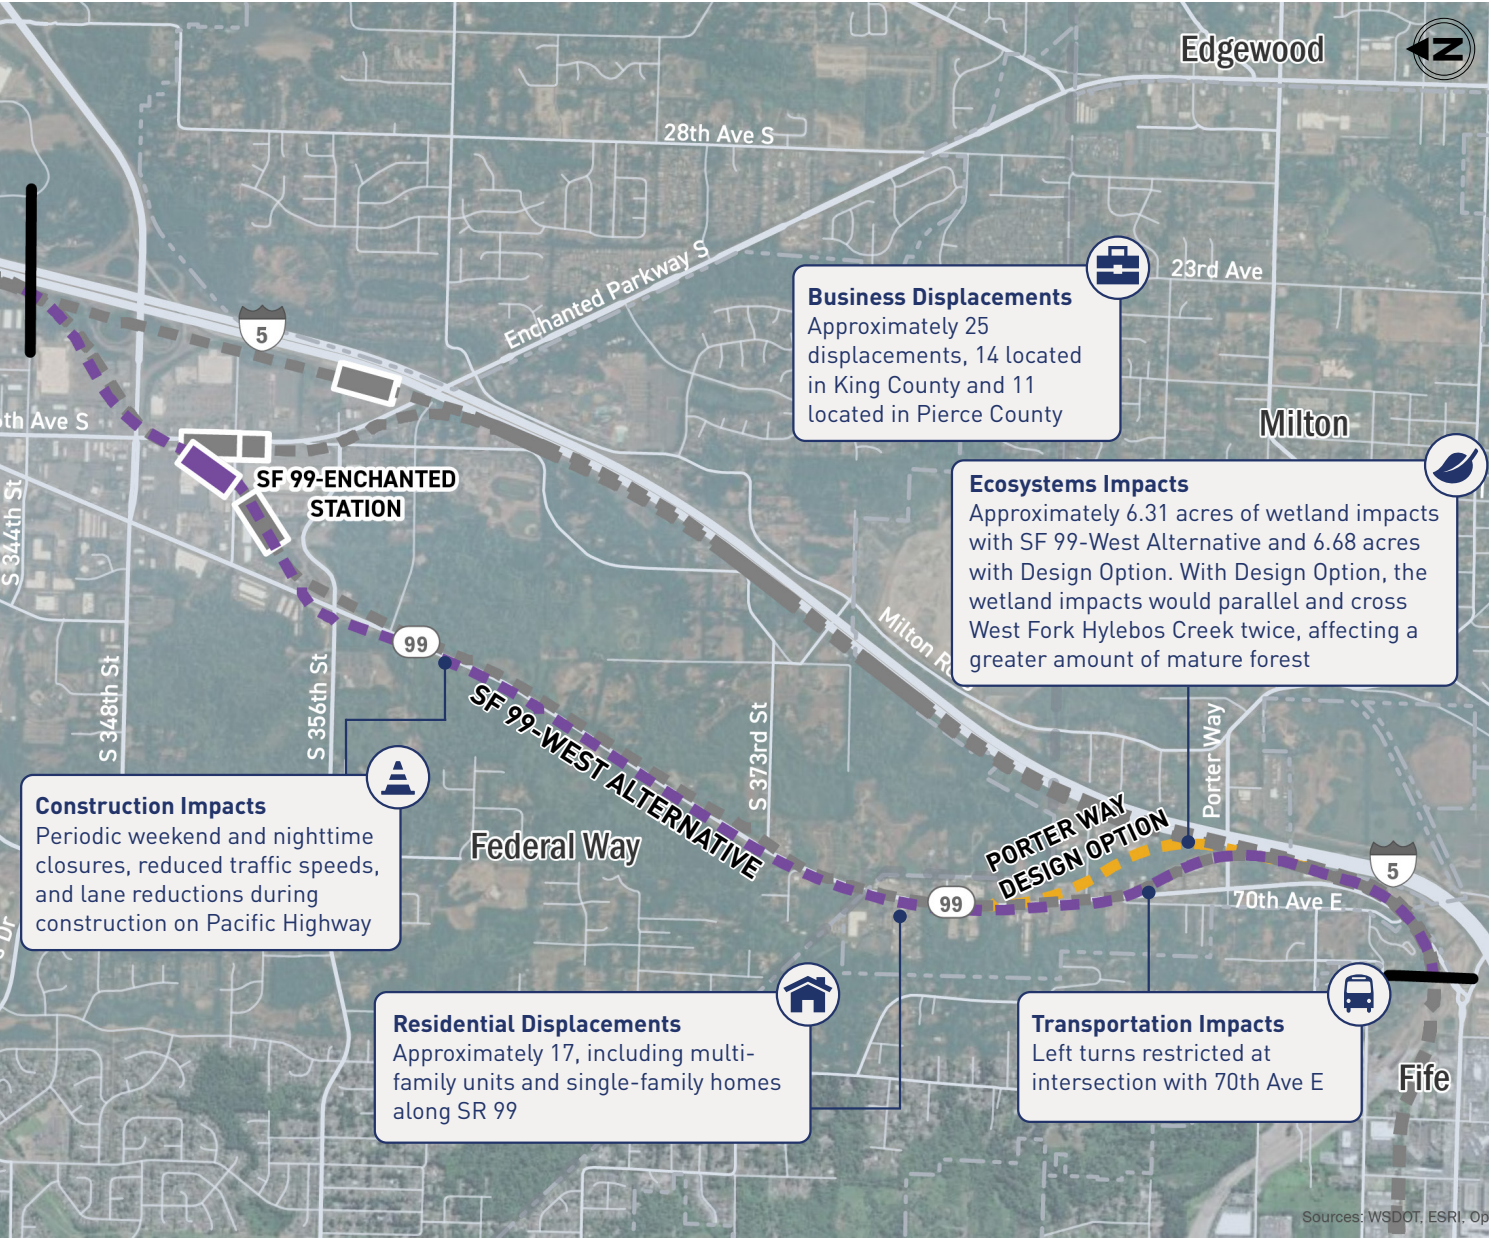 Edgewood
N
28th Ave S
Enchanted Parkway S
23rd Ave
5
Business Displacements
Approximately 25
displacements, 14 located
in King County and 11
located in Pierce County
Milton
th Ave S
SF 99-ENCHANTED
STATION
S 344th St
Ecosystems Impacts
Approximately 6.31 acres of wetland impacts
with SF 99-West Alternative and 6.68 acres
with Design Option. With Design Option, the
wetland impacts would parallel and cross
West Fork Hylebos Creek twice, affecting a
greater amount of mature forest
Milton
99
S 348th St
S 356th St
SF 99-WEST ALTERNATIVE
S 373rd St
Porter Way
Construction Impacts
Periodic weekend and nighttime
closures, reduced traffic speeds,
and lane reductions during
construction on Pacific Highway
Federal Way
PORTER WAY
DESIGN OPTION
5
99
70th Ave E
Dr
Residential Displacements
Approximately 17, including multi-
family units and single-family homes
along SR 99
Transportation Impacts
Left turns restricted at
intersection with 70th Ave E
Fife
Sources: WSDOT, ESRI, Op